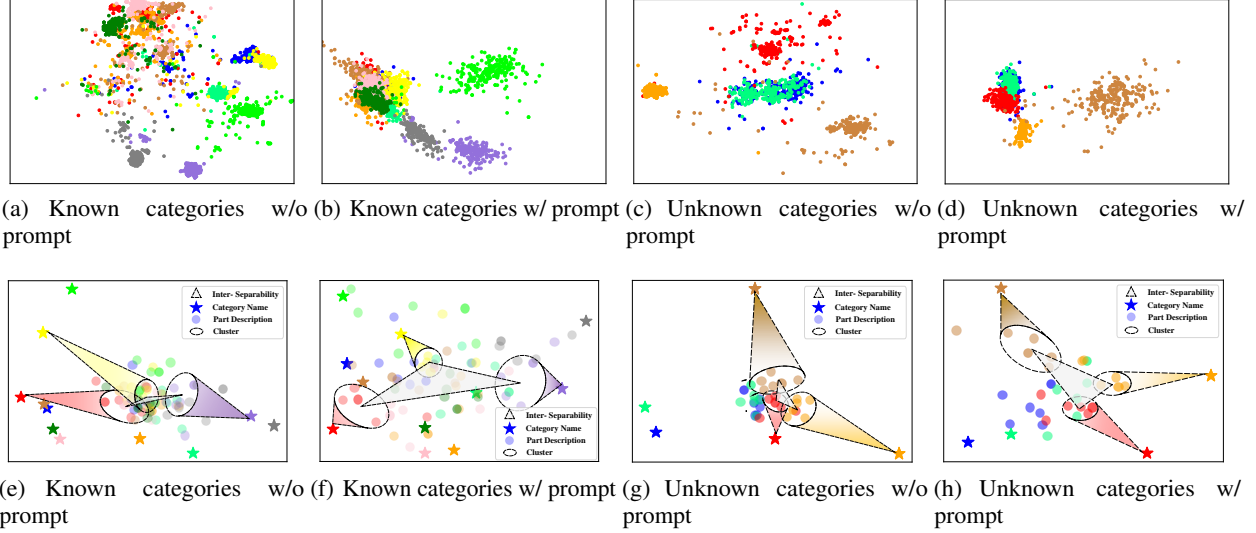 (a) Known categories w/o prompt
(b) Known categories w/ prompt
(c) Unknown categories w/o prompt
(d) Unknown categories w/ prompt
Inter- Separability
Category Name
Part Description
Cluster
Inter- Separability
Category Name
Part Description
Cluster
Inter- Separability
Category Name
Part Description
Cluster
Inter- Separability
Category Name
Part Description
Cluster
(e) Known categories w/o prompt
(f) Known categories w/ prompt
(g) Unknown categories w/o prompt
(h) Unknown categories w/ prompt